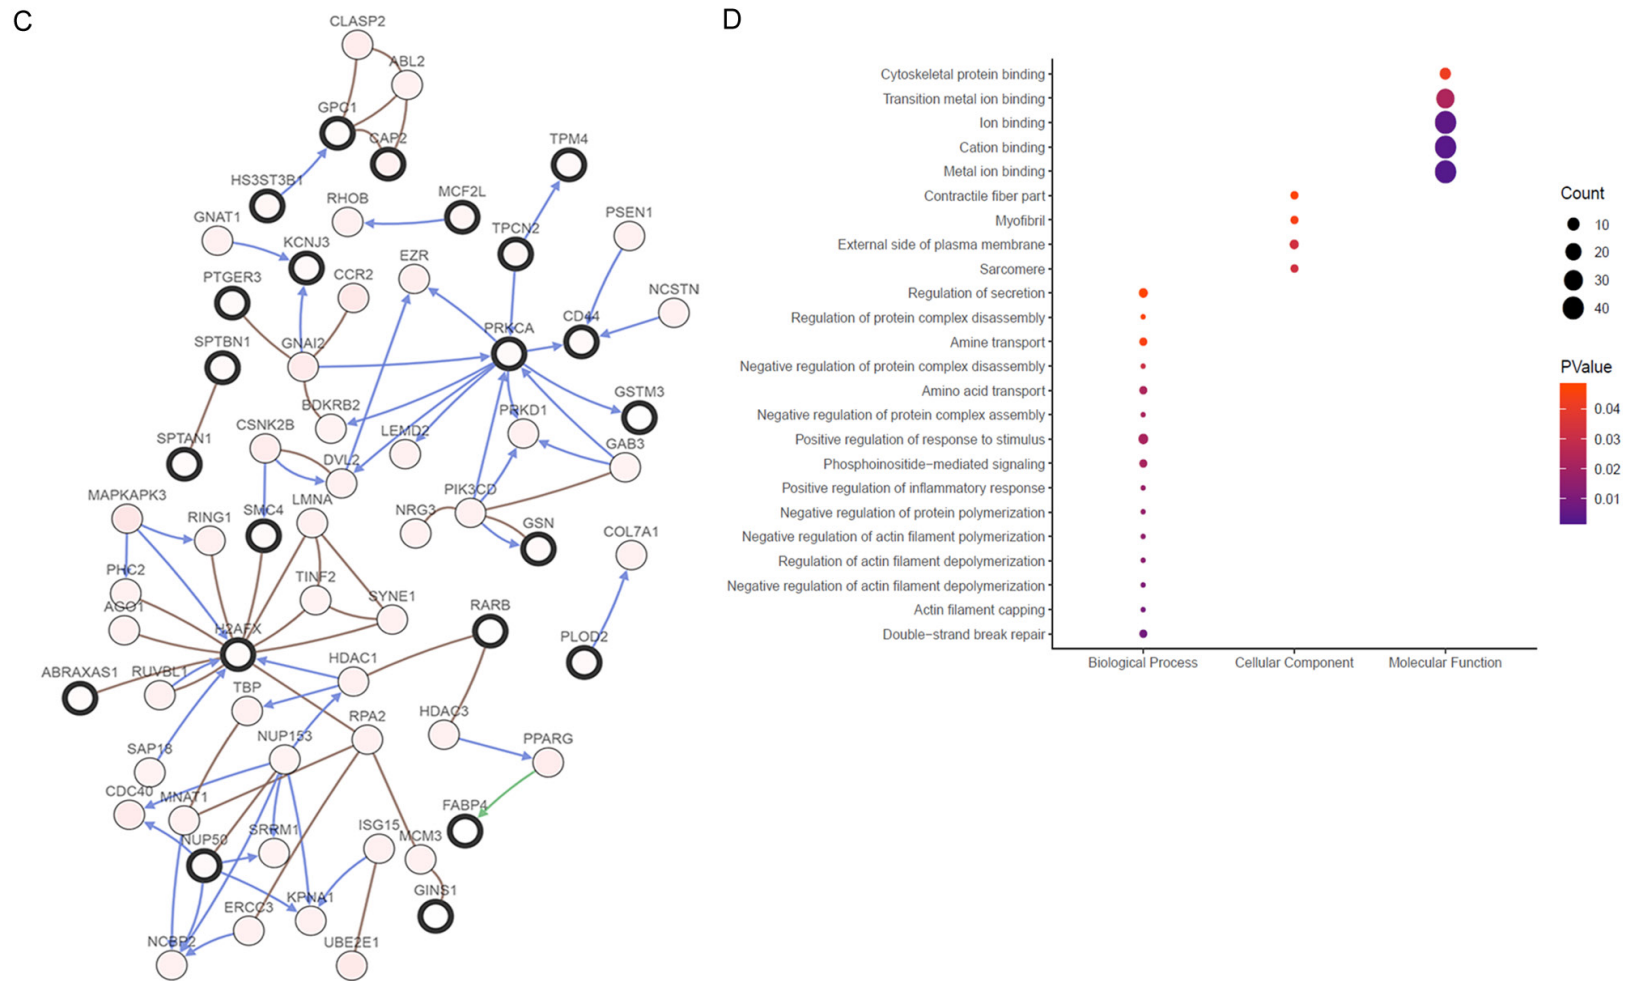 C
CLASP2
ABL2
GPC1
CAP2
TPM4
HS3ST3B1
RHOB
MCF2L
GNAT1
PSEN1
TPCN2
KCNJ3
EZR
PTGER3
CCR2
NCSTN
CD44
PRKCA
SPTBN1
GNAI2
GSTM3
BDKRB2
PRKD1
CSNK2B
LEMD2
SPTAN1
GAB3
DVL2
PIK3CD
MAPKAPK3
LMNA
SMC4
RING1
NRG3
GSN
COL7A1
PHC2
TINF2
AGO1
SYNE1
RARB
H2AFX
PLOD2
HDAC1
ABRAXAS1
RUVBL1
TBP
HDAC3
RPA2
NUP153
PPARG
SAP18
CDC40
MNAT1
FABP4
ISG15
SRRM1
MCM3
NUP50
GINS1
KPNA1
ERCC3
NCBP2
UBE2E1
D
Cytoskeletal protein binding
Transition metal ion binding
Ion binding
Cation binding
Metal ion binding
Contractile fiber part
Myofibril
External side of plasma membrane
Sarcomere
Regulation of secretion
Regulation of protein complex disassembly
Amine transport
Negative regulation of protein complex disassembly
Amino acid transport
Negative regulation of protein complex assembly
Positive regulation of response to stimulus
Phosphoinositide−mediated signaling
Positive regulation of inflammatory response
Negative regulation of protein polymerization
Negative regulation of actin filament polymerization
Regulation of actin filament depolymerization
Negative regulation of actin filament depolymerization
Actin filament capping
Double−strand break repair
Biological Process
Cellular Component
Molecular Function
Count
10
20
30
40
PValue
0.04
0.03
0.02
0.01